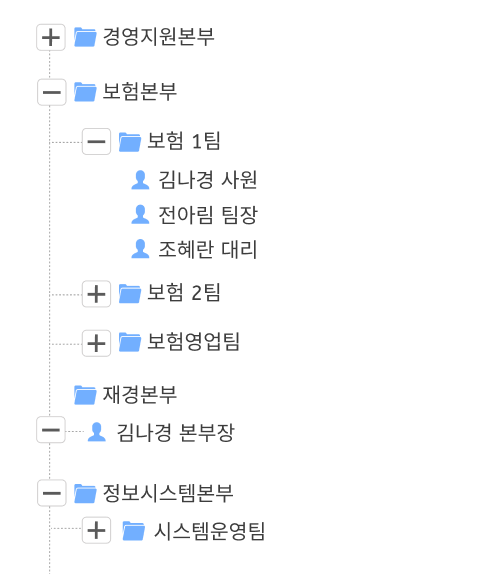 경영지원본부
보험본부
보험 1팀
김나경 사원
전아림 팀장
조혜란 대리
보험 2팀
보험영업팀
재경본부
김나경 본부장
정보시스템본부
시스템운영팀